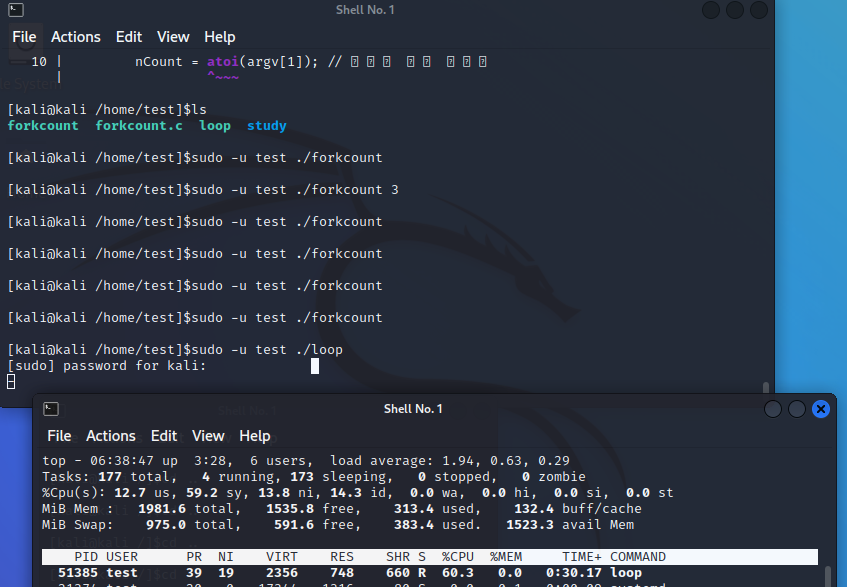 Shell No. 1
File Actions Edit View Help
10 | nCount = atoi(argv[1]); //
| ^~~~
[kali@kali /home/test]$ls
forkcount forkcount.c loop study
[kali@kali /home/test]$sudo -u test ./forkcount
[kali@kali /home/test]$sudo -u test ./forkcount 3
[kali@kali /home/test]$sudo -u test ./forkcount
[kali@kali /home/test]$sudo -u test ./forkcount
[kali@kali /home/test]$sudo -u test ./forkcount
[kali@kali /home/test]$sudo -u test ./forkcount
[kali@kali /home/test]$sudo -u test ./loop
[sudo] password for kali:
Shell No. 1
File Actions Edit View Help
top - 06:38:47 up 3:28, 6 users, load average: 1.94, 0.63, 0.29
Tasks: 177 total, 4 running, 173 sleeping, 0 stopped, 0 zombie
%Cpu(s): 12.7 us, 59.2 sy, 13.8 ni, 14.3 id, 0.0 wa, 0.0 hi, 0.0 si, 0.0 st
MiB Mem : 1981.6 total, 1535.8 free, 313.4 used, 132.4 buff/cache
MiB Swap: 975.0 total, 591.6 free, 383.4 used. 1523.3 avail Mem
PID USER PR NI VIRT RES SHR S %CPU %MEM TIME+ COMMAND
51385 test 39 19 2356 748 660 R 60.3 0.0 0:30.17 loop